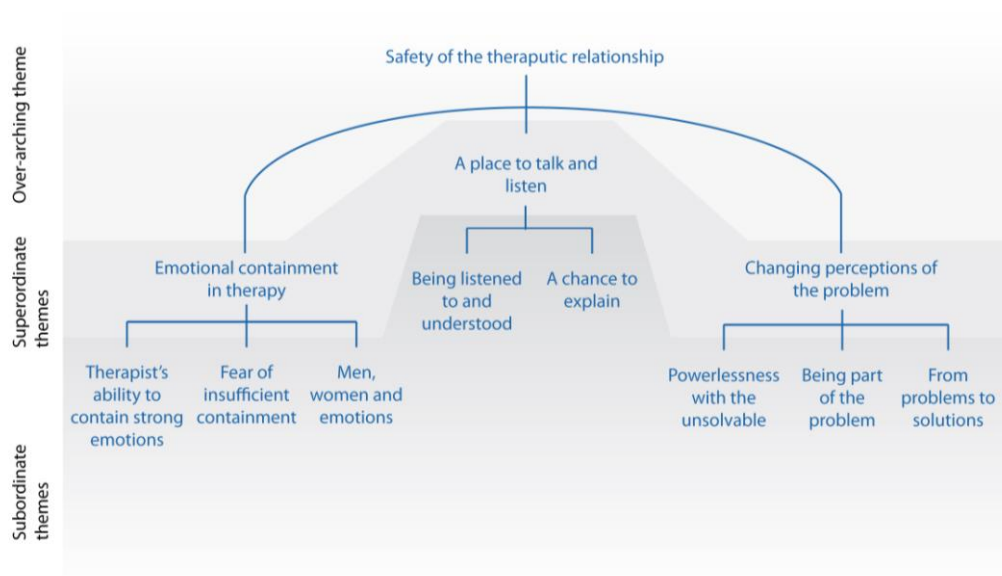 Over-arching theme
Superordinate
themes
Subordinate
themes
Safety of the theraputic relationship
A place to talk and
listen
Being listened
to and
understood
A chance to
explain
Emotional containment
in therapy
Therapist's
ability to
contain strong
emotions
Fear of
insufficient
containment
Men,
women and
emotions
Changing perceptions of
the problem
Powerlessness
with the
unsolvable
Being part
of the
problem
From
problems to
solutions